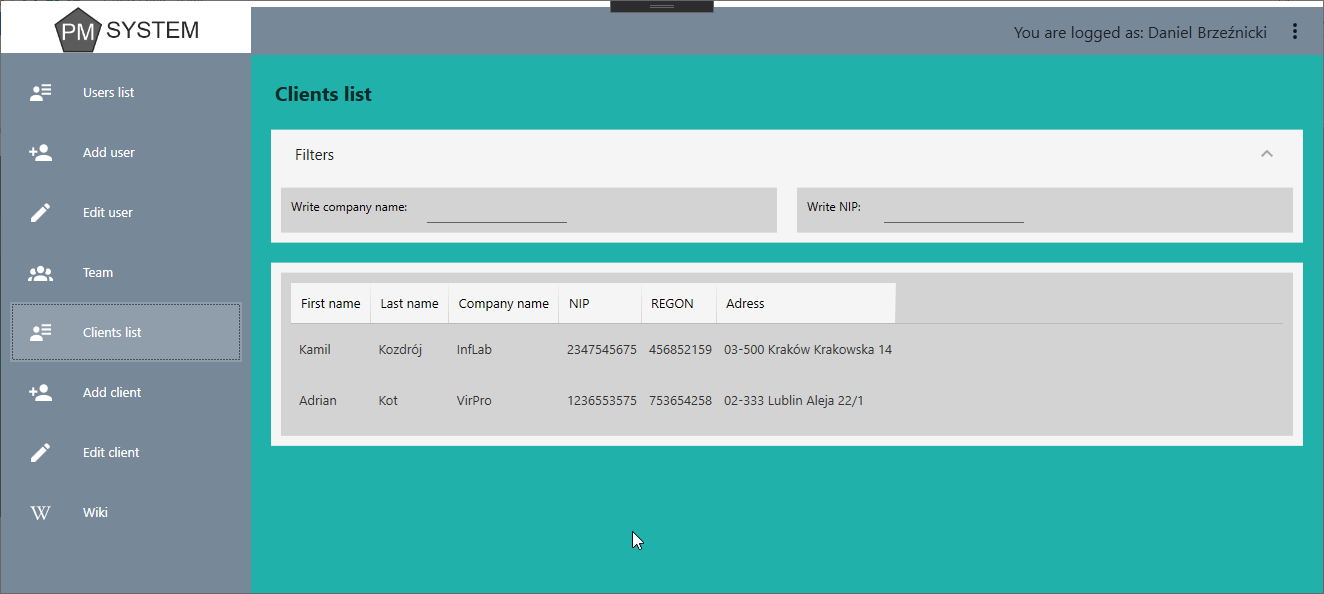 PM SYSTEM
You are logged as: Daniel Brzeźnicki
Users list
Add user
Edit user
Team
Clients list
Add client
Edit client
W Wiki
Clients list
Filters
Write company name:
Write NIP:
First name Last name Company name NIP REGON Adress
Kamil Kozdrój InfLab 2347545675 456852159 03-500 Kraków Krakowska 14
Adrian Kot VirPro 1236553575 753654258 02-333 Lublin Aleja 22/1